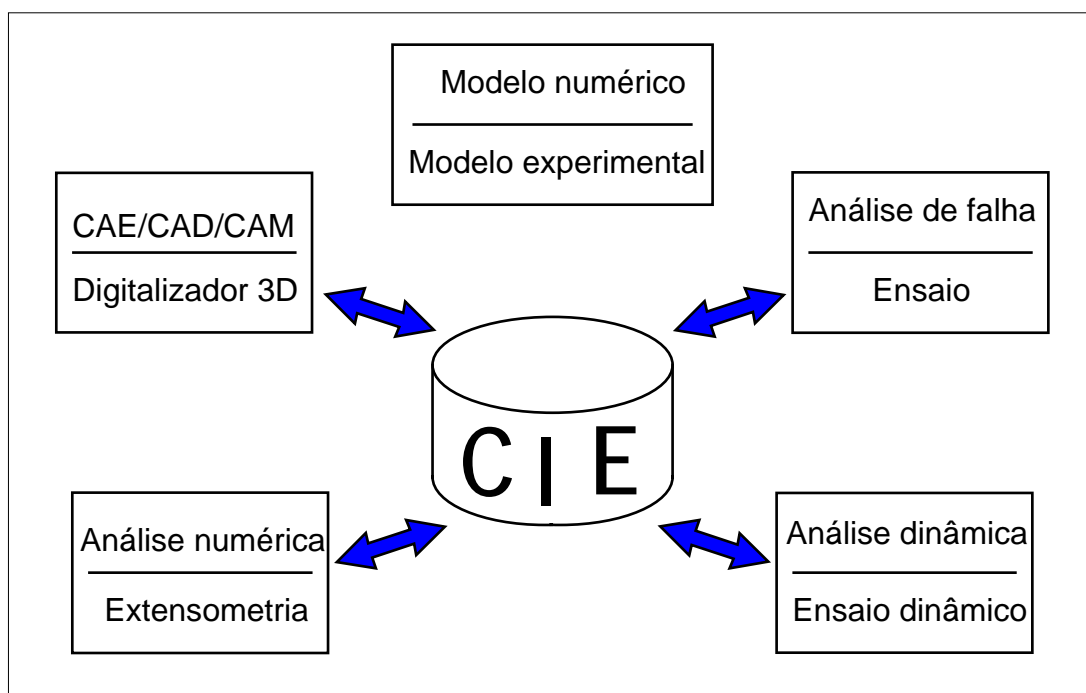 Modelo numérico
Modelo experimental
CAE/CAD/CAM
Digitalizador 3D
Análise de falha
Ensaio
C I E
Análise numérica
Extensometria
Análise dinâmica
Ensaio dinâmico